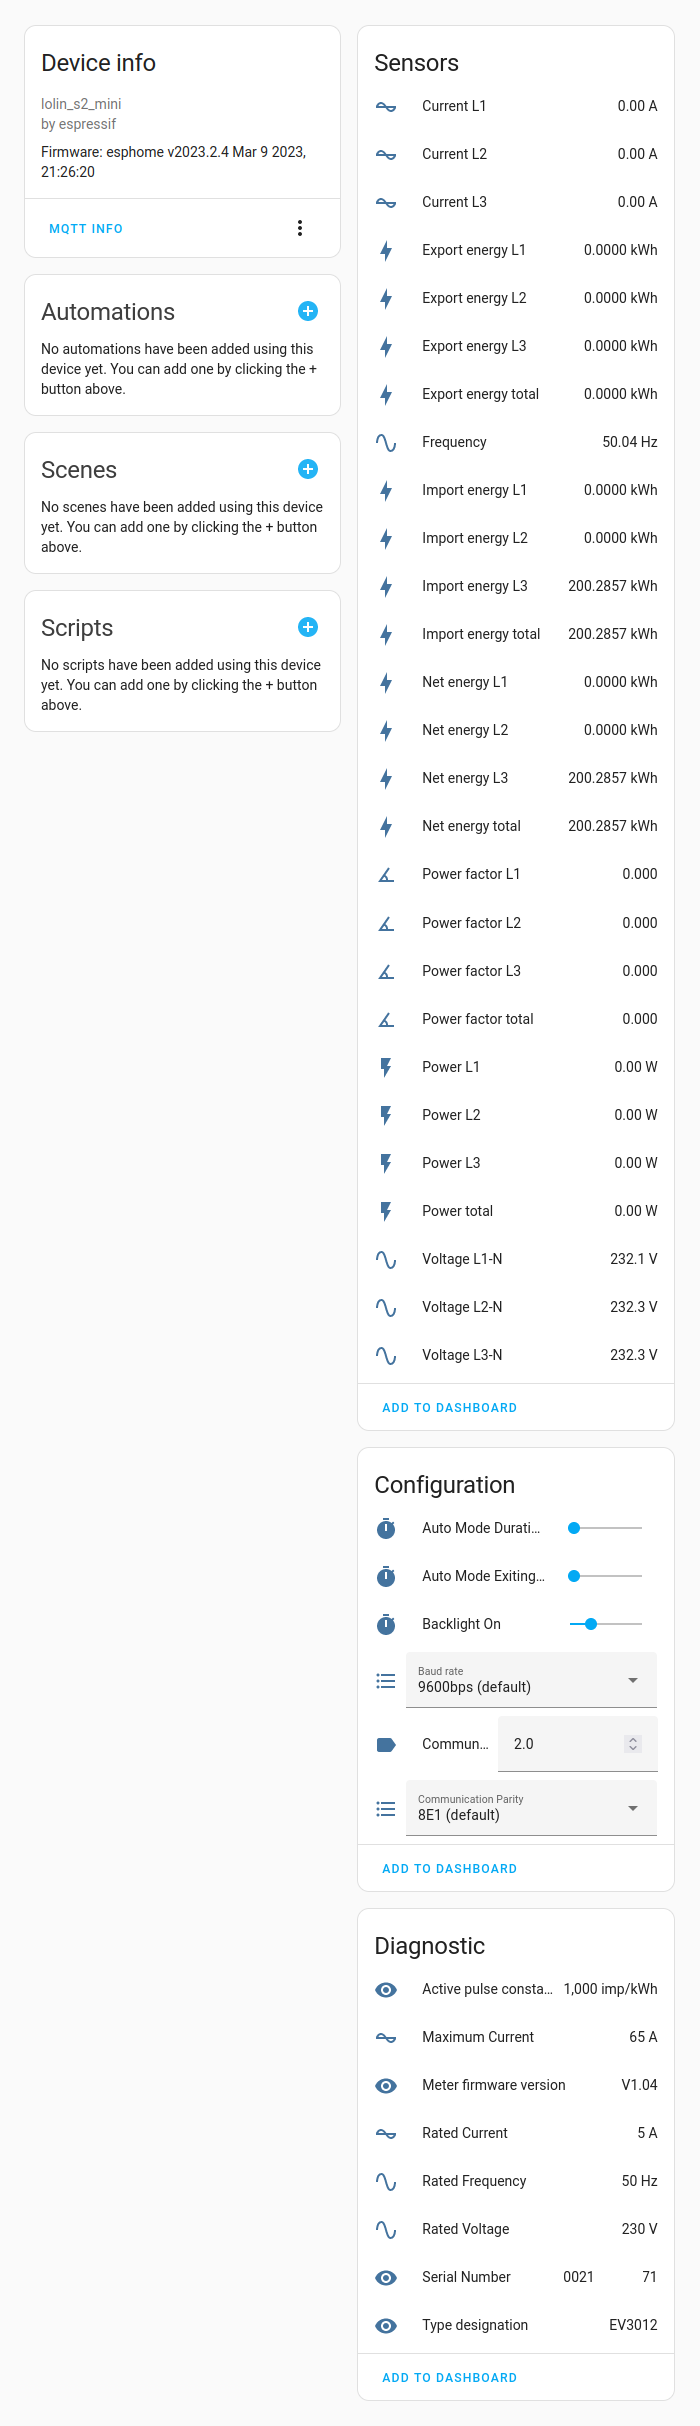 Device info
lolin_s2_mini
by espressif
Firmware: esphome v2023.2.4 Mar 9 2023,
21:26:20
MQTT INFO
Automations
No automations have been added using this
device yet. You can add one by clicking the +
button above.
Scenes
No scenes have been added using this device
yet. You can add one by clicking the + button
above.
Scripts
No scripts have been added using this device
yet. You can add one by clicking the + button
above.
Sensors
Current L1 0.00 A
Current L2 0.00 A
Current L3 0.00 A
Export energy L1 0.0000 kWh
Export energy L2 0.0000 kWh
Export energy L3 0.0000 kWh
Export energy total 0.0000 kWh
Frequency 50.04 Hz
Import energy L1 0.0000 kWh
Import energy L2 0.0000 kWh
Import energy L3 200.2857 kWh
Import energy total 200.2857 kWh
Net energy L1 0.0000 kWh
Net energy L2 0.0000 kWh
Net energy L3 200.2857 kWh
Net energy total 200.2857 kWh
Power factor L1 0.000
Power factor L2 0.000
Power factor L3 0.000
Power factor total 0.000
Power L1 0.00 W
Power L2 0.00 W
Power L3 0.00 W
Power total 0.00 W
Voltage L1-N 232.1 V
Voltage L2-N 232.3 V
Voltage L3-N 232.3 V
ADD TO DASHBOARD
Configuration
Auto Mode Durati...
Auto Mode Exiting...
Backlight On
Baud rate
9600bps (default)
Commun... 2.0
Communication Parity
8E1 (default)
ADD TO DASHBOARD
Diagnostic
Active pulse consta... 1,000 imp/kWh
Maximum Current 65 A
Meter firmware version V1.04
Rated Current 5 A
Rated Frequency 50 Hz
Rated Voltage 230 V
Serial Number 0021 71
Type designation EV3012
ADD TO DASHBOARD